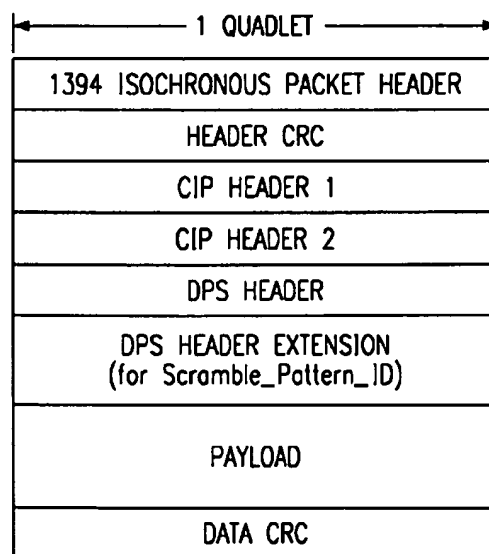 1 QUADLET
1394 ISOCHRONOUS PACKET HEADER
HEADER CRC
CIP HEADER 1
CIP HEADER 2
DPS HEADER
DPS HEADER EXTENSION
(for Scramble_Pattern_ID)
PAYLOAD
DATA CRC